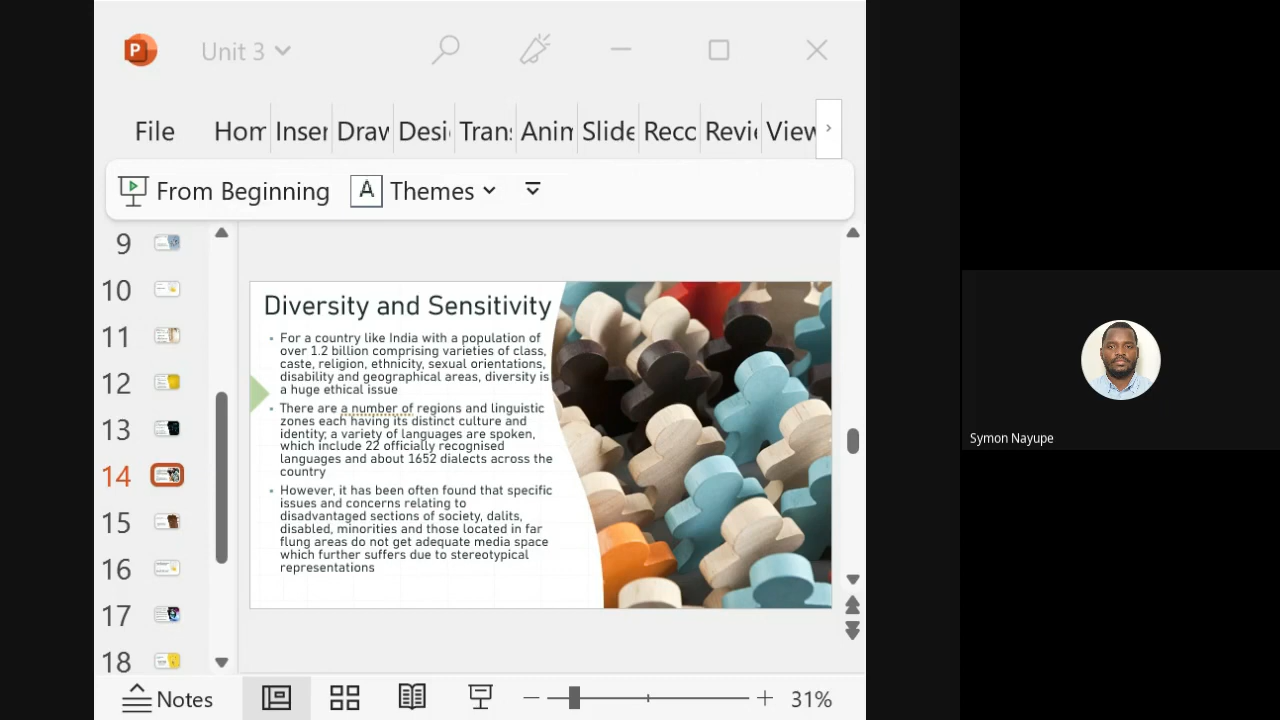 P
Unit 3
File
Hom
Inser
Draw
Desi
Tran
Anim
Slide
Reco
Revie
View
From Beginning
A
Themes
9
10
11
12
13
14
15
16
17
18
Diversity and Sensitivity
For a country like India with a population of
over 1.2 billion comprising varieties of class,
caste, religion, ethnicity, sexual orientations,
disability and geographical areas, diversity is
a huge ethical issue
There are a number of regions and linguistic
zones each having its distinct culture and
identity; a variety of languages are spoken,
which include 22 officially recognised
languages and about 1652 dialects across the
country
However, it has been often found that specific
issues and concerns relating to
disadvantaged sections of society, dalits,
disabled, minorities and those located in far
flung areas do not get adequate media space
which further suffers due to stereotypical
representations
Symon Nayupe
Notes
31%